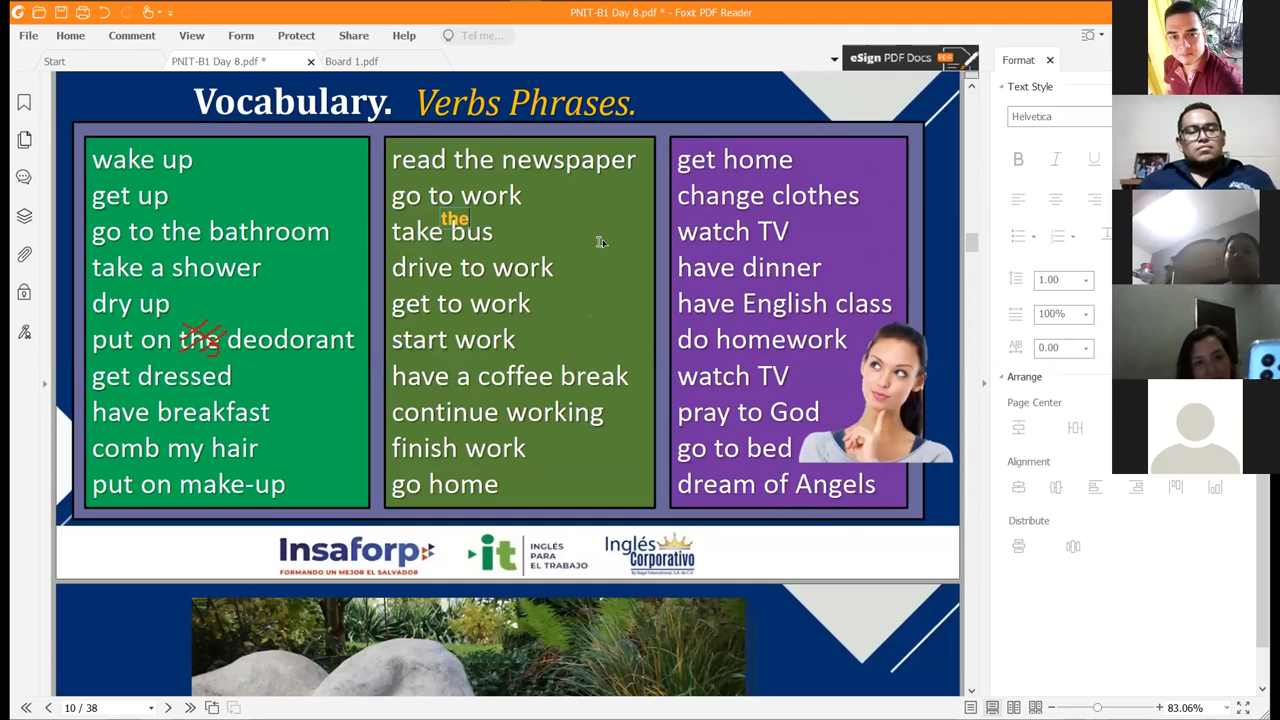 PNIT-B1 Day 8.pdf * - Foxit PDF Reader
File Home Comment View Form Protect Share Help Tell me...
Start PNIT-B1 Day 8.pdf * Board 1.pdf
eSign PDF Docs
Format
Text Style
Helvetica
B I U
1.00
100%
0.00
Arrange
Page Center
Alignment
Distribute
Vocabulary. Verbs Phrases.
wake up
get up
go to the bathroom
take a shower
dry up
put on the deodorant
get dressed
have breakfast
comb my hair
put on make-up
read the newspaper
go to work
the
take bus
drive to work
get to work
start work
have a coffee break
continue working
finish work
go home
get home
change clothes
watch TV
have dinner
have English class
do homework
watch TV
pray to God
go to bed
dream of Angels
Insaforp
FORMANDO UN MEJOR EL SALVADOR
it INGLÉS PARA EL TRABAJO
Inglés Corporativo
10 / 38
83.06%